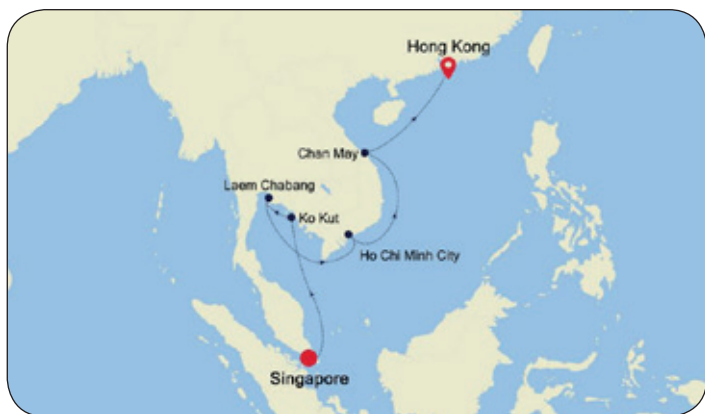 Hong Kong
Chan May
Laem Chabang
Ko Kut
Ho Chi Minh City
Singapore